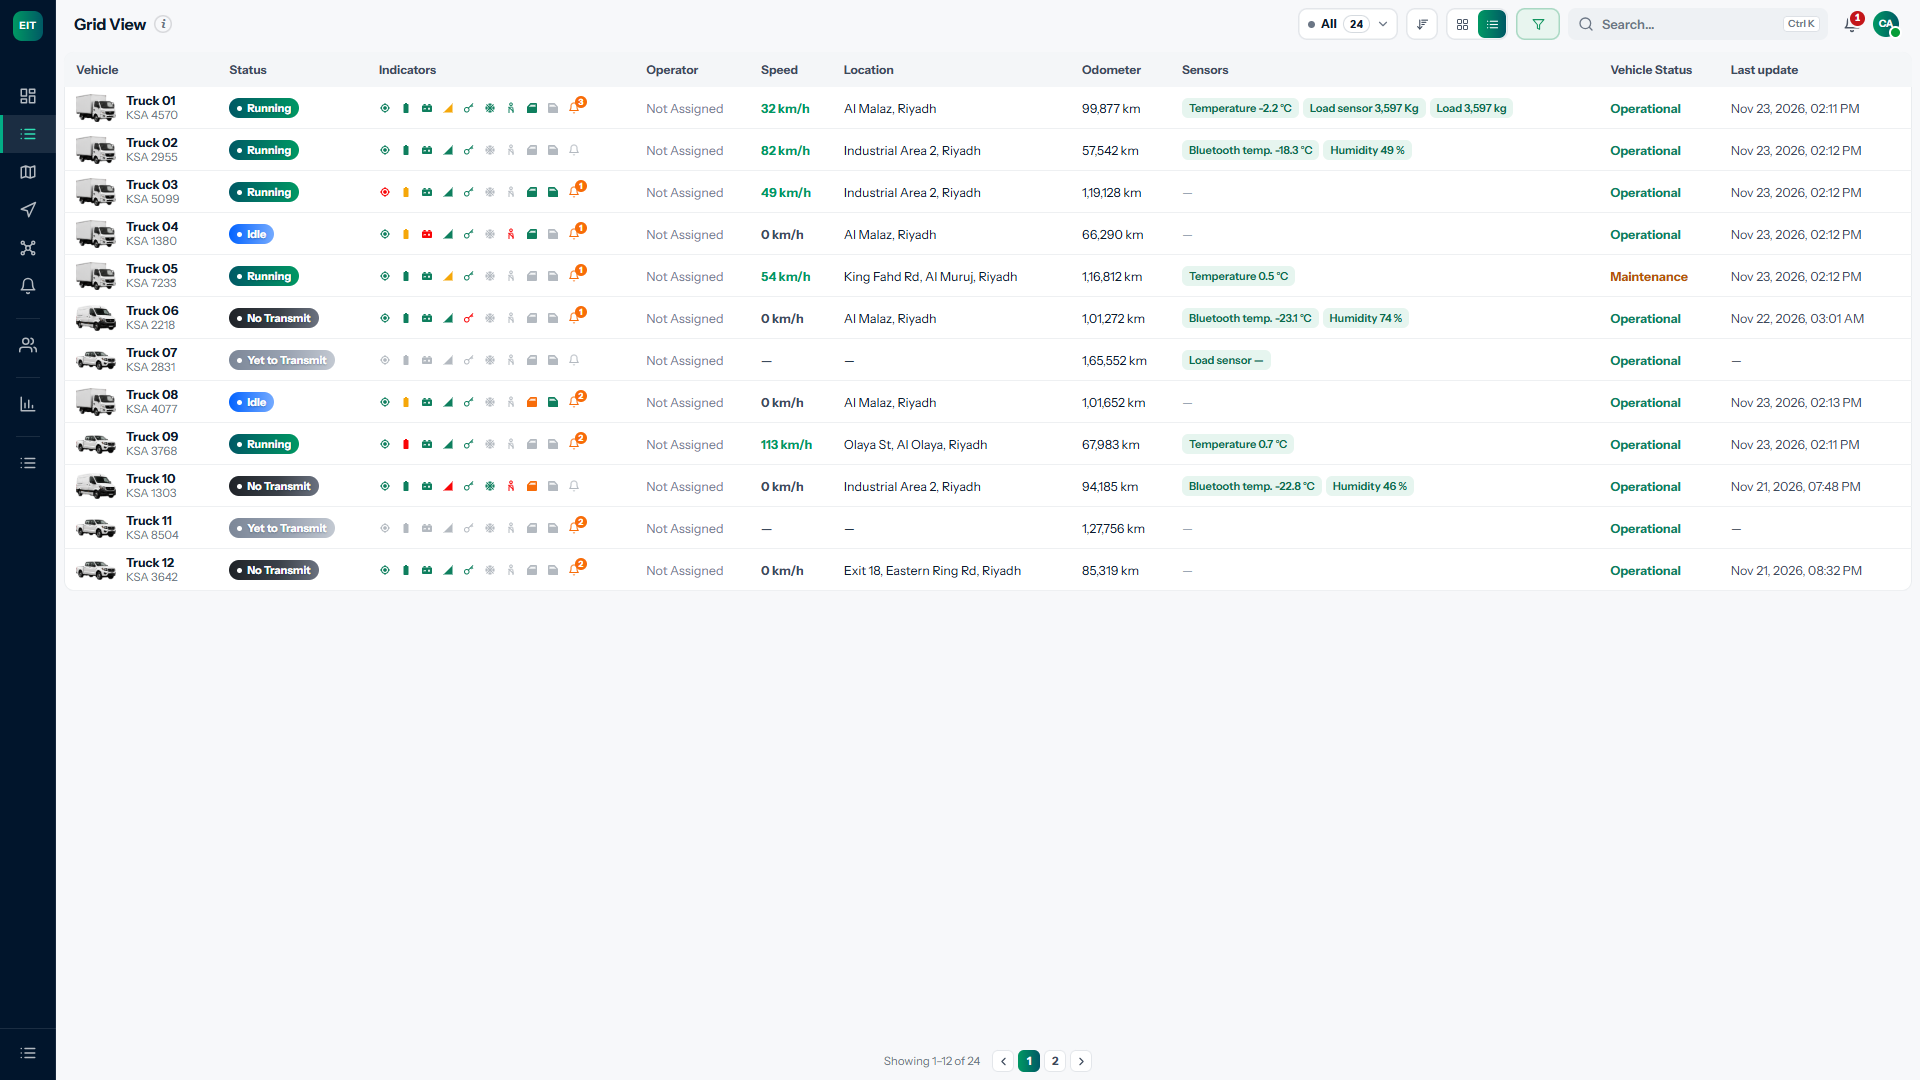 EIT
Grid View
All 24
Search...
Ctrl K
1
CA
Vehicle Status Indicators Operator Speed Location Odometer Sensors Vehicle Status Last update
Truck 01
KSA 4570
Running 3 Not Assigned 32 km/h Al Malaz, Riyadh 99,877 km Temperature -2.2 °C Load sensor 3,597 Kg Load 3,597 kg Operational Nov 23, 2026, 02:11 PM
Truck 02
KSA 2955
Running Not Assigned 82 km/h Industrial Area 2, Riyadh 57,542 km Bluetooth temp. -18.3 °C Humidity 49 % Operational Nov 23, 2026, 02:12 PM
Truck 03
KSA 5099
Running 1 Not Assigned 49 km/h Industrial Area 2, Riyadh 1,19,128 km — Operational Nov 23, 2026, 02:12 PM
Truck 04
KSA 1380
Idle 1 Not Assigned 0 km/h Al Malaz, Riyadh 66,290 km — Operational Nov 23, 2026, 02:12 PM
Truck 05
KSA 7233
Running 1 Not Assigned 54 km/h King Fahd Rd, Al Muruj, Riyadh 1,16,812 km Temperature 0.5 °C Maintenance Nov 23, 2026, 02:12 PM
Truck 06
KSA 2218
No Transmit 1 Not Assigned 0 km/h Al Malaz, Riyadh 1,01,272 km Bluetooth temp. -23.1 °C Humidity 74 % Operational Nov 22, 2026, 03:01 AM
Truck 07
KSA 2831
Yet to Transmit Not Assigned — — 1,65,552 km Load sensor — Operational —
Truck 08
KSA 4077
Idle 2 Not Assigned 0 km/h Al Malaz, Riyadh 1,01,652 km — Operational Nov 23, 2026, 02:13 PM
Truck 09
KSA 3768
Running 2 Not Assigned 113 km/h Olaya St, Al Olaya, Riyadh 67,983 km Temperature 0.7 °C Operational Nov 23, 2026, 02:11 PM
Truck 10
KSA 1303
No Transmit Not Assigned 0 km/h Industrial Area 2, Riyadh 94,185 km Bluetooth temp. -22.8 °C Humidity 46 % Operational Nov 21, 2026, 07:48 PM
Truck 11
KSA 8504
Yet to Transmit 2 Not Assigned — — 1,27,756 km — Operational —
Truck 12
KSA 3642
No Transmit 2 Not Assigned 0 km/h Exit 18, Eastern Ring Rd, Riyadh 85,319 km — Operational Nov 21, 2026, 08:32 PM
Showing 1–12 of 24 1 2